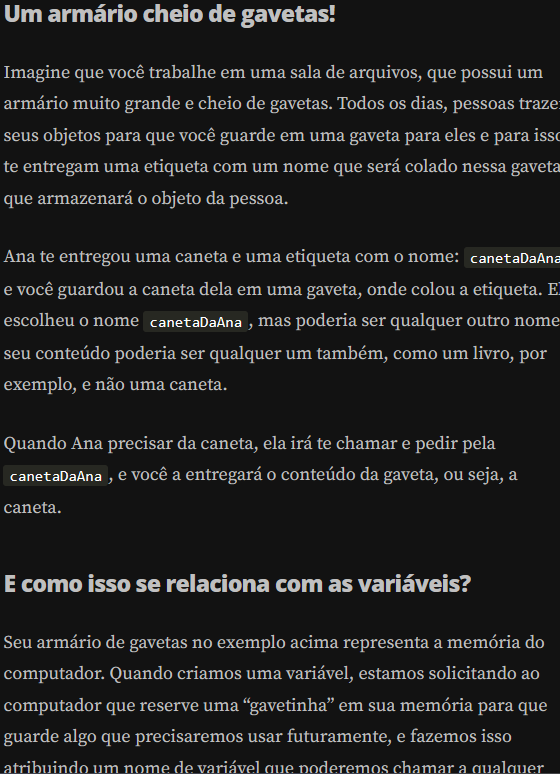 Um armário cheio de gavetas!
Imagine que você trabalhe em uma sala de arquivos, que possui um
armário muito grande e cheio de gavetas. Todos os dias, pessoas traze
seus objetos para que você guarde em uma gaveta para eles e para isso
te entregam uma etiqueta com um nome que será colado nessa gaveta
que armazenará o objeto da pessoa.
Ana te entregou uma caneta e uma etiqueta com o nome: canetaDaAna
e você guardou a caneta dela em uma gaveta, onde colou a etiqueta. El
escolheu o nome canetaDaAna, mas poderia ser qualquer outro nome
seu conteúdo poderia ser qualquer um também, como um livro, por
exemplo, e não uma caneta.
Quando Ana precisar da caneta, ela irá te chamar e pedir pela
canetaDaAna, e você a entregará o conteúdo da gaveta, ou seja, a
caneta.
E como isso se relaciona com as variáveis?
Seu armário de gavetas no exemplo acima representa a memória do
computador. Quando criamos uma variável, estamos solicitando ao
computador que reserve uma “gavetinha” em sua memória para que
guarde algo que precisaremos usar futuramente, e fazemos isso
atribuindo um nome de variável que poderemos chamar a qualquer